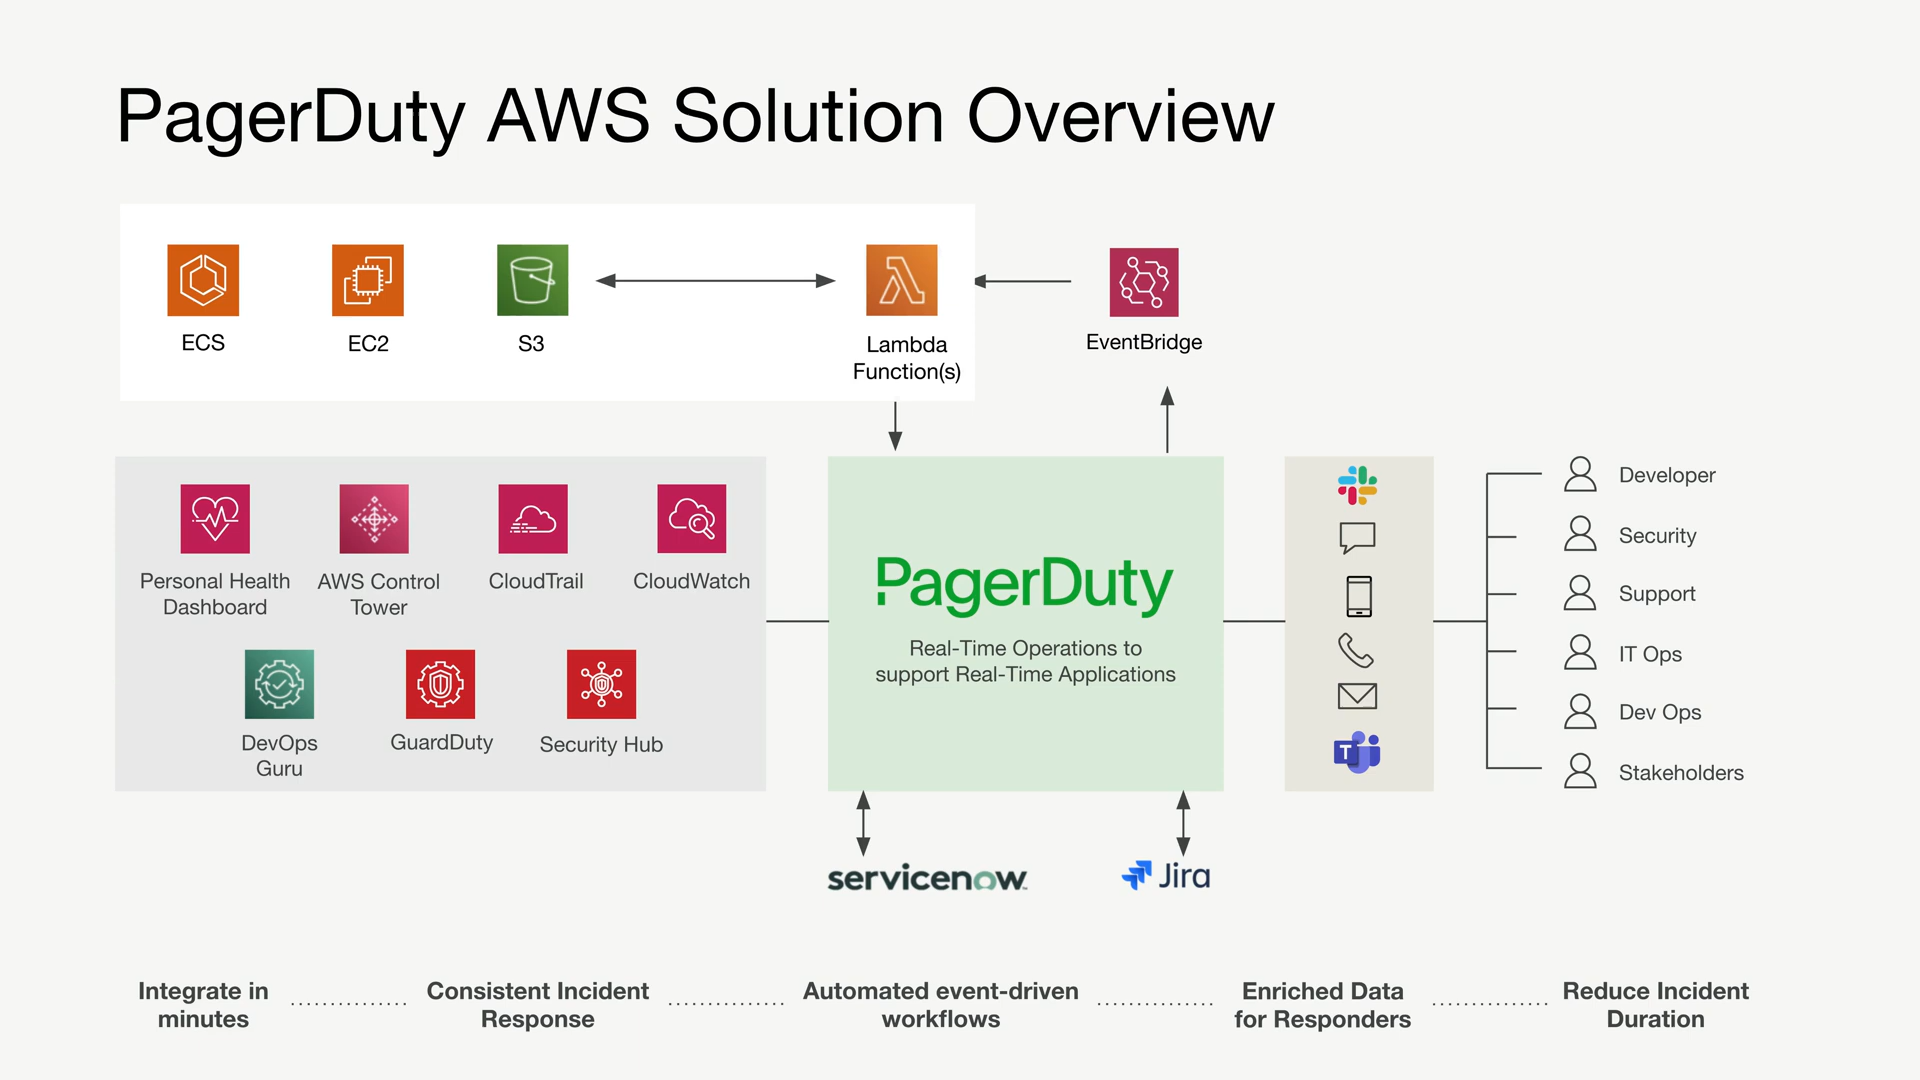 PagerDuty AWS Solution Overview
ECS
EC2
S3
Lambda
Function(s)
EventBridge
Personal Health
Dashboard
AWS Control
Tower
CloudTrail
CloudWatch
DevOps
Guru
GuardDuty
Security Hub
PagerDuty
Real-Time Operations to
support Real-Time Applications
T
Developer
Security
Support
IT Ops
Dev Ops
Stakeholders
servicenow
Jira
Integrate in
minutes
Consistent Incident
Response
Automated event-driven
workflows
Enriched Data
for Responders
Reduce Incident
Duration